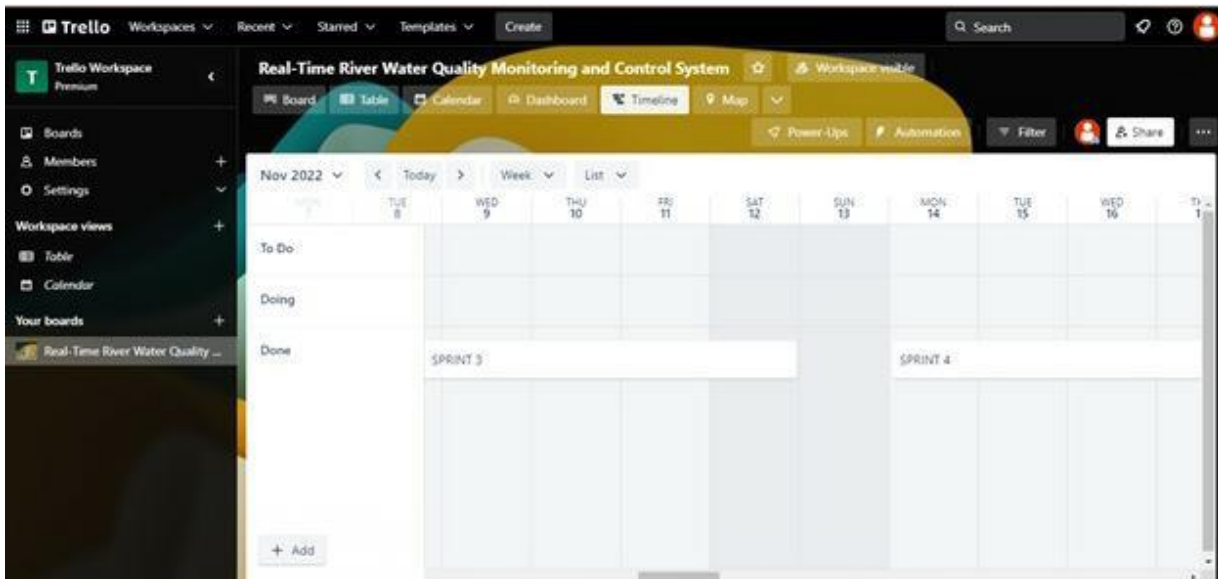 Trello Workspaces Recent Starred Templates Create Search
T Trello Workspace
Premium
Boards
Members
Settings
Workspace views
Table
Calendar
Your boards
Real-Time River Water Quality ...
Real-Time River Water Quality Monitoring and Control System Workspace visible
Board Table Calendar Dashboard Timeline Map
Power-Ups Automation Filter Share
Nov 2022 Today Week List
MON TUE WED THU FRI SAT SUN MON TUE WED
7 8 9 10 11 12 13 14 15 16
To Do
Doing
Done
SPRINT 3 SPRINT 4
+ Add